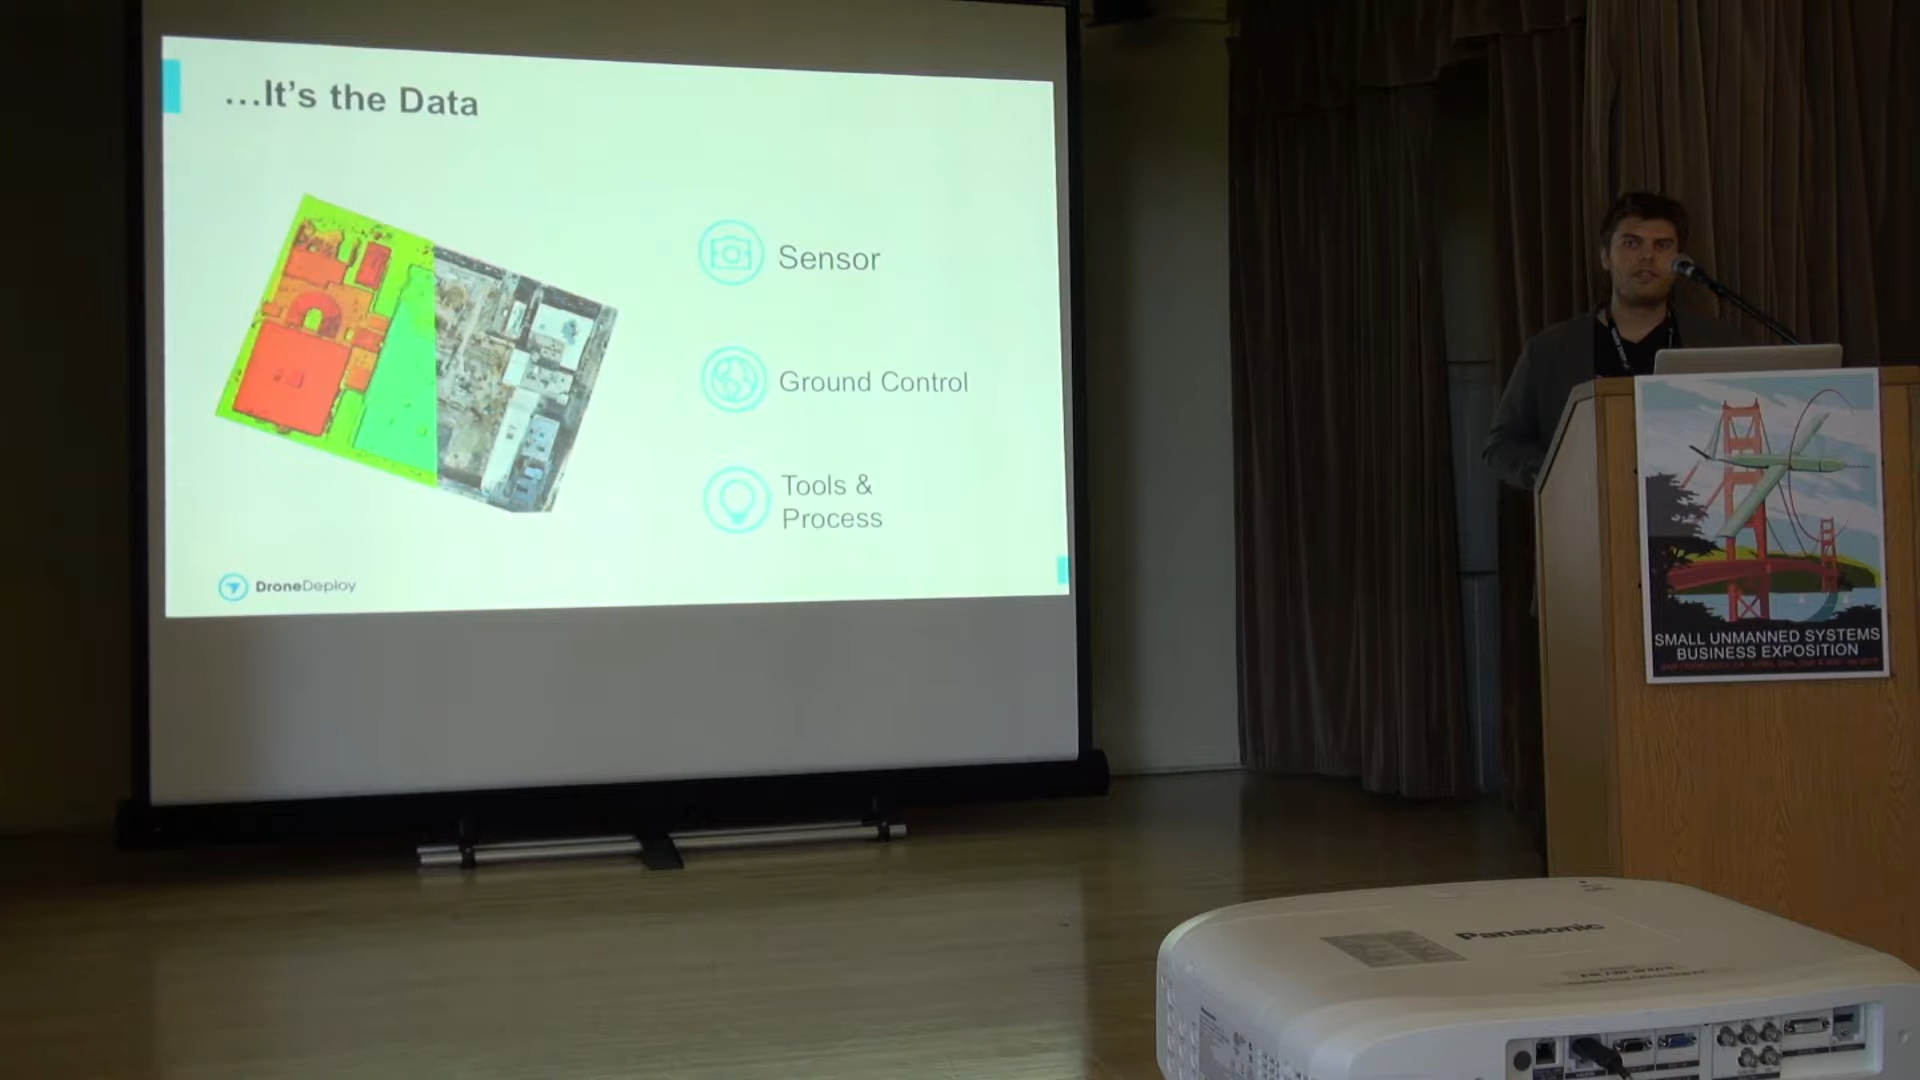 …It's the Data
Sensor
Ground Control
Tools &
Process
DroneDeploy
SMALL UNMANNED SYSTEMS
BUSINESS EXPOSITION
Panasonic